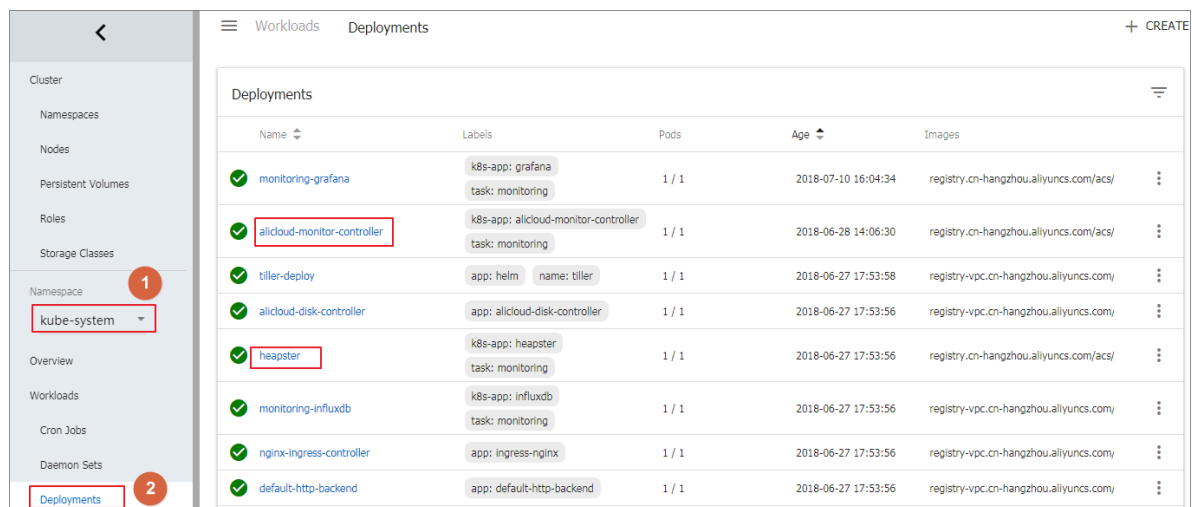 Workloads Deployments + CREATE
Cluster
Namespaces
Nodes
Persistent Volumes
Roles
Storage Classes
1
Namespace
kube-system
Overview
Workloads
Cron Jobs
Daemon Sets
2
Deployments
Deployments
Name Labels Pods Age Images
monitoring-grafana k8s-app: grafana task: monitoring 1 / 1 2018-07-10 16:04:34 registry.cn-hangzhou.aliyuncs.com/acs/
alicloud-monitor-controller k8s-app: alicloud-monitor-controller task: monitoring 1 / 1 2018-06-28 14:06:30 registry.cn-hangzhou.aliyuncs.com/acs/
tiller-deploy app: helm name: tiller 1 / 1 2018-06-27 17:53:58 registry-vpc.cn-hangzhou.aliyuncs.com/
alicloud-disk-controller app: alicloud-disk-controller 1 / 1 2018-06-27 17:53:56 registry-vpc.cn-hangzhou.aliyuncs.com/
heapster k8s-app: heapster task: monitoring 1 / 1 2018-06-27 17:53:56 registry.cn-hangzhou.aliyuncs.com/acs/
monitoring-influxdb k8s-app: influxdb task: monitoring 1 / 1 2018-06-27 17:53:56 registry-vpc.cn-hangzhou.aliyuncs.com/
nginx-ingress-controller app: ingress-nginx 1 / 1 2018-06-27 17:53:56 registry-vpc.cn-hangzhou.aliyuncs.com/
default-http-backend app: default-http-backend 1 / 1 2018-06-27 17:53:56 registry-vpc.cn-hangzhou.aliyuncs.com/